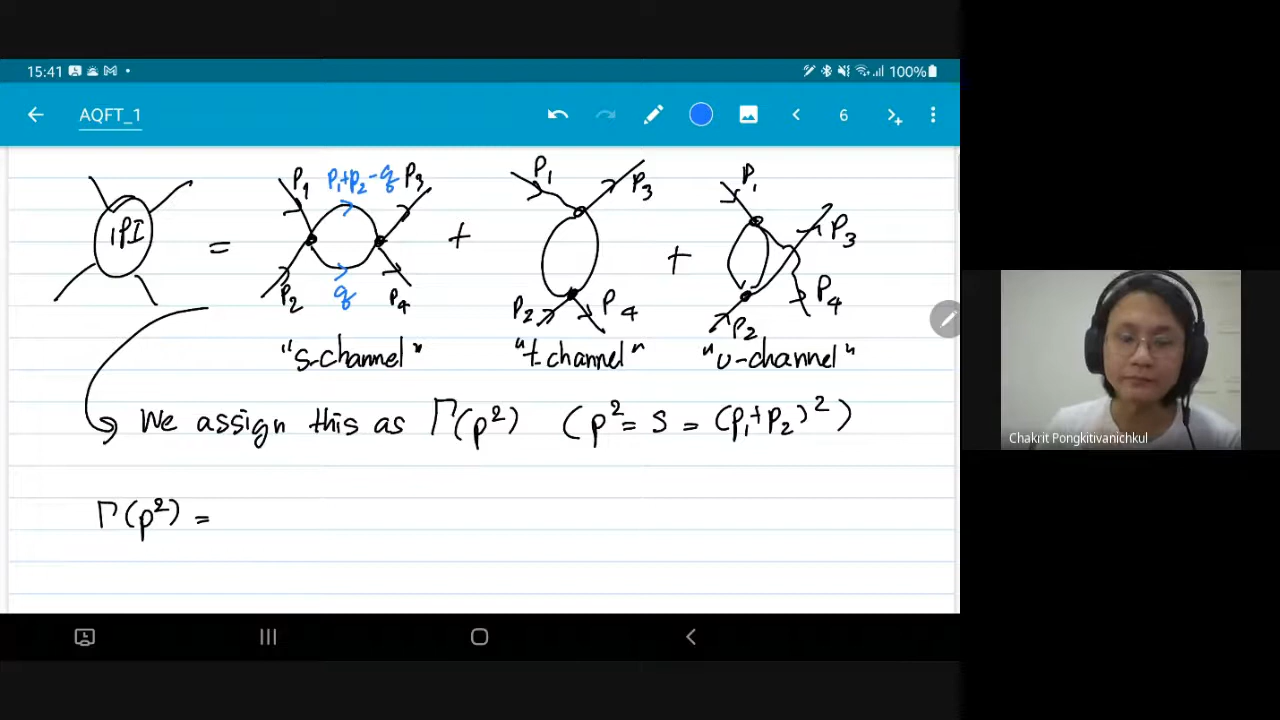 15:41
100%
AQFT_1
6
1PI = P1 P2 P1+P2-q q P3 P4 + P1 P2 P3 P4 + P1 P2 P3 P4
"s-channel" "t-channel" "u-channel"
We assign this as Γ(p²) (p² = s = (p₁+p₂)²)
Γ(p²) =
Chakrit Pongkitivanichkul